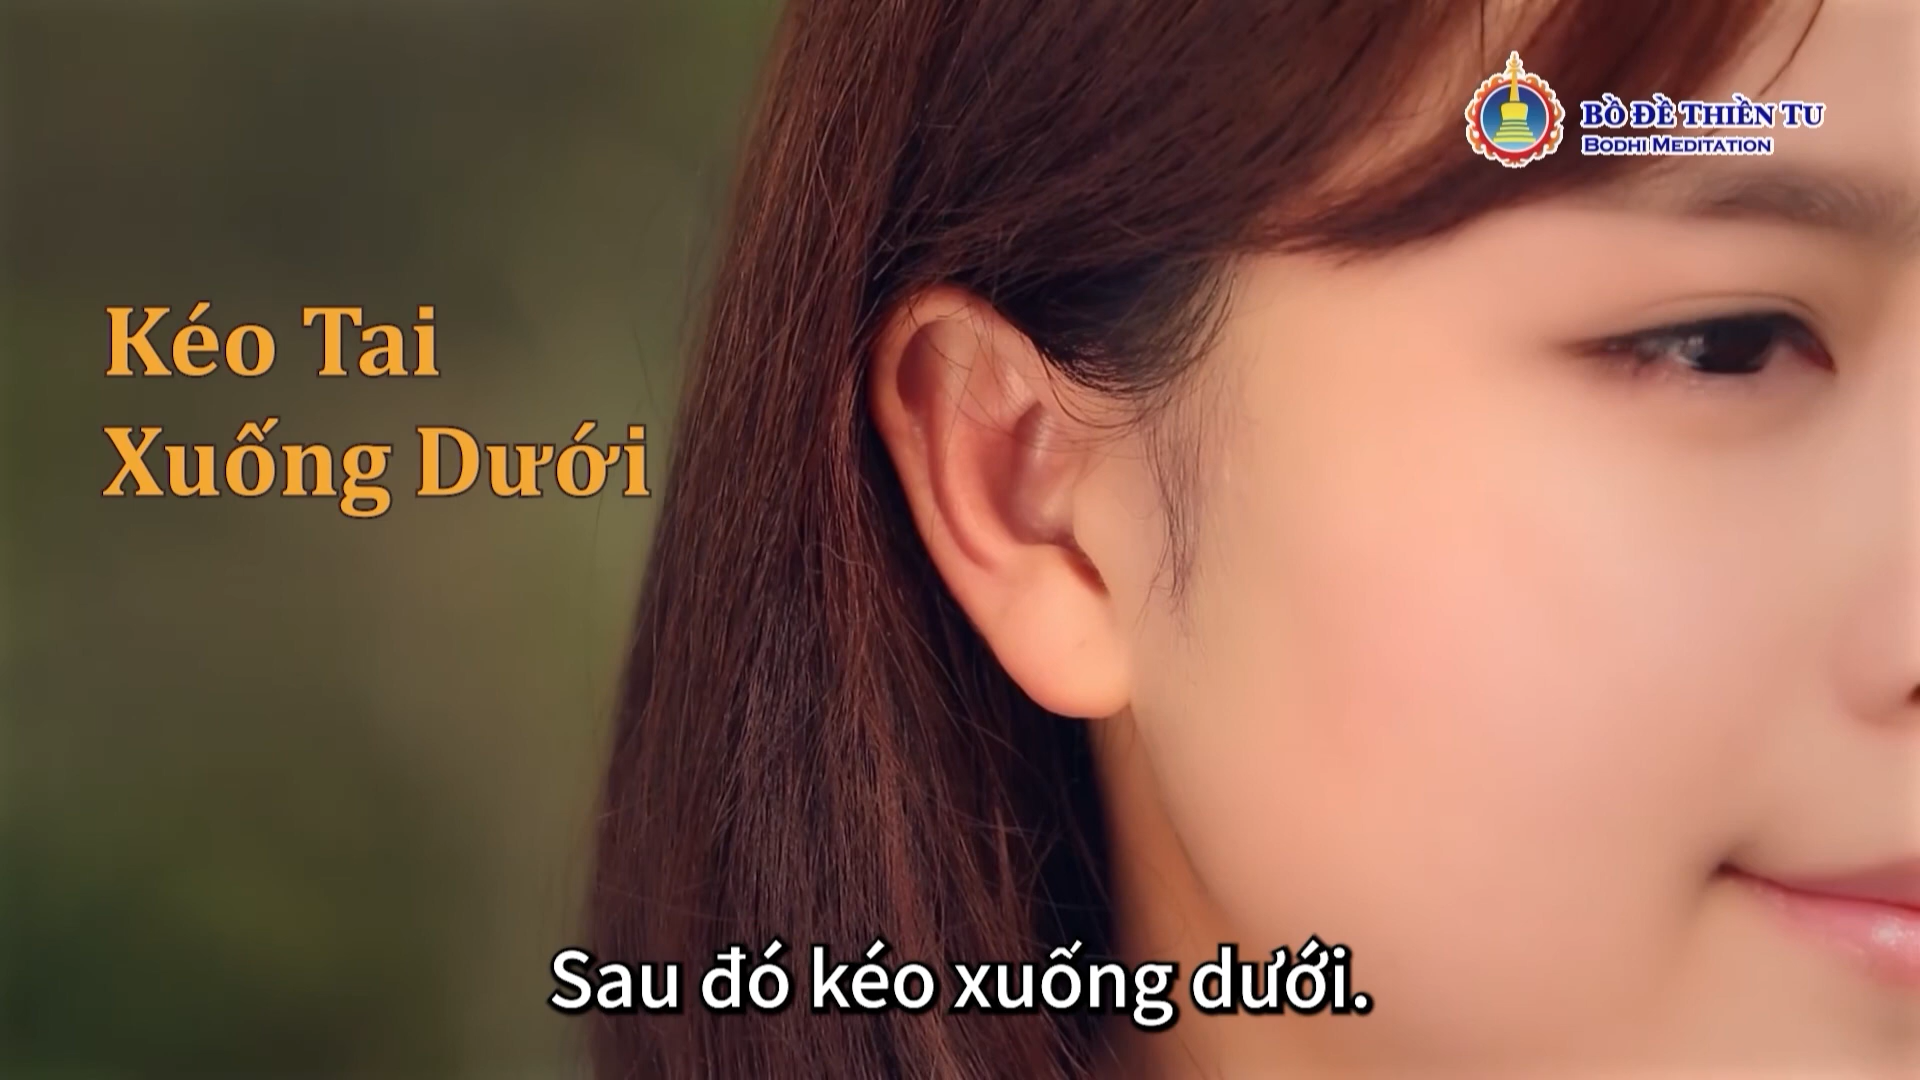 BỒ ĐỀ THIỀN TU
BODHI MEDITATION
Kéo Tai
Xuống Dưới
Sau đó kéo xuống dưới.